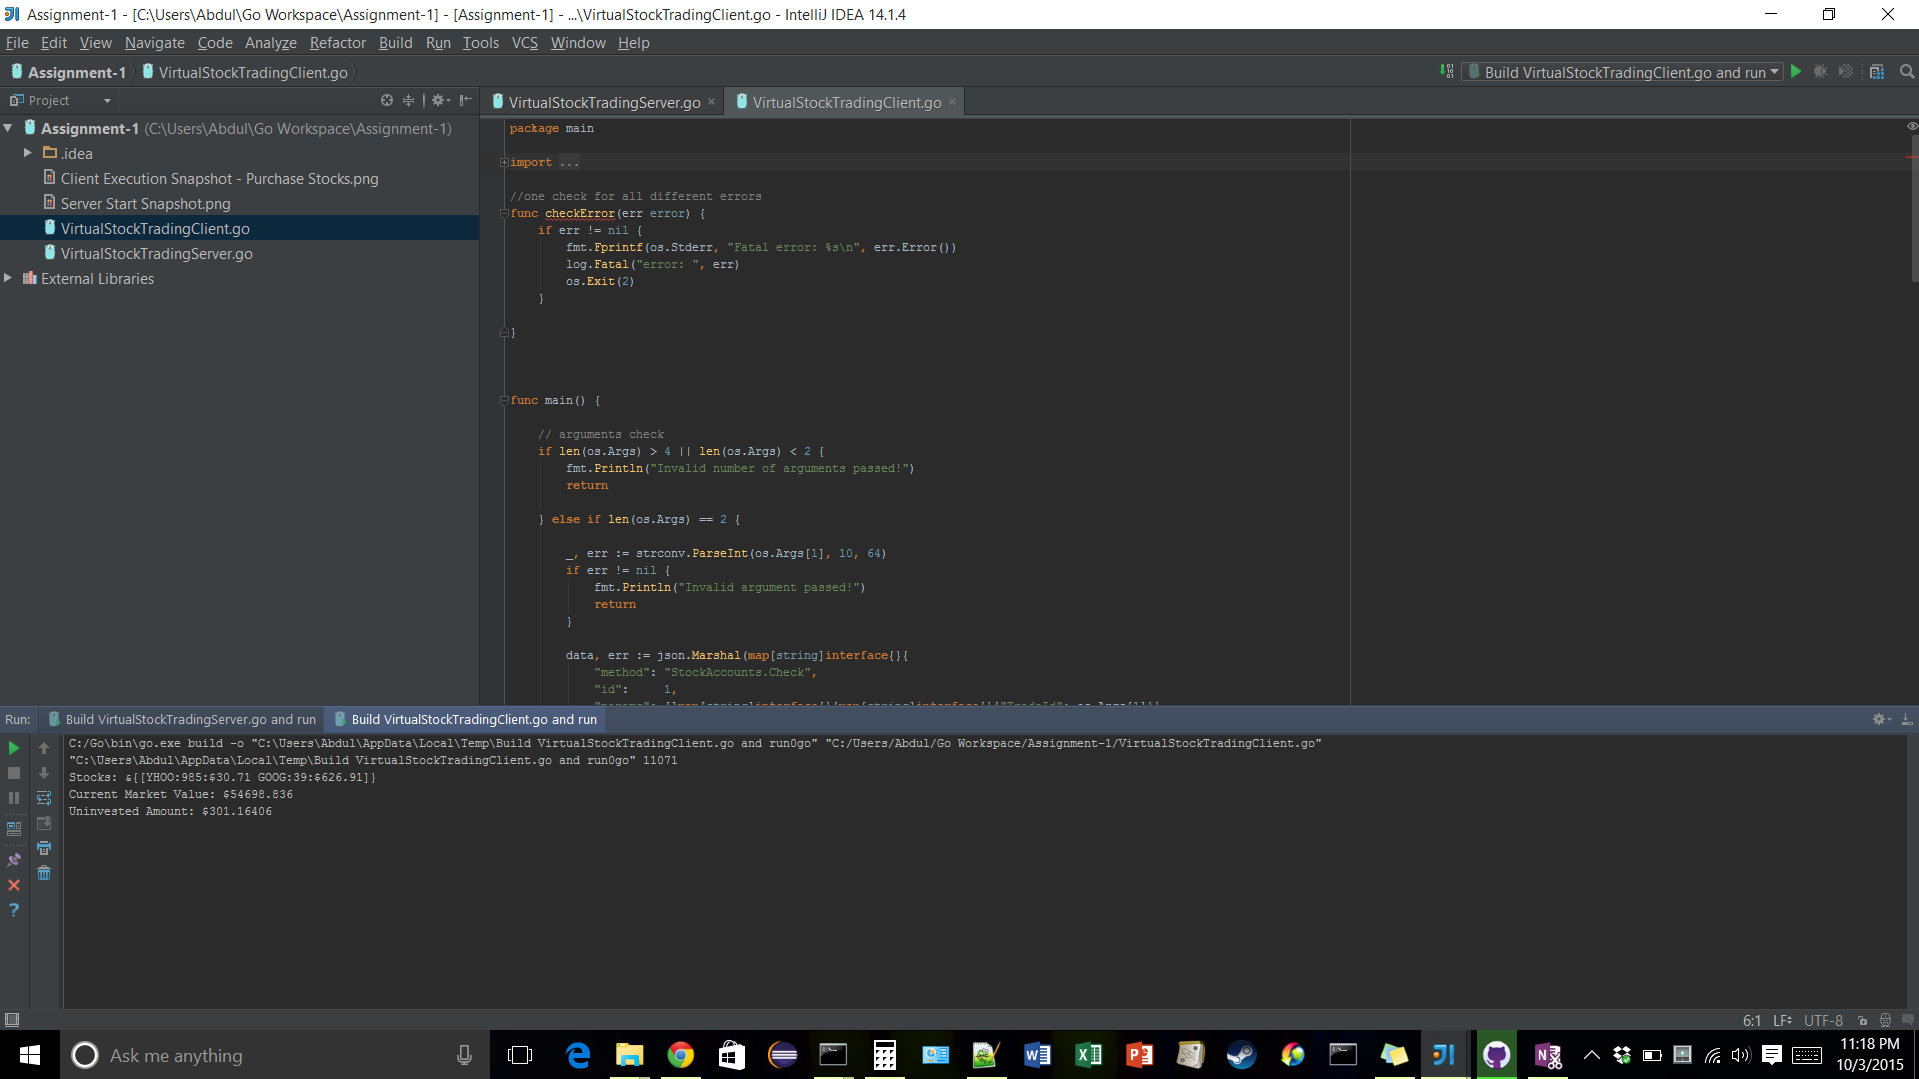 Assignment-1 - [C:\Users\Abdul\Go Workspace\Assignment-1] - [Assignment-1] - ...\VirtualStockTradingClient.go - IntelliJ IDEA 14.1.4
File Edit View Navigate Code Analyze Refactor Build Run Tools VCS Window Help
Assignment-1 VirtualStockTradingClient.go
Build VirtualStockTradingClient.go and run
Project
VirtualStockTradingServer.go
VirtualStockTradingClient.go
Assignment-1 (C:\Users\Abdul\Go Workspace\Assignment-1)
.idea
Client Execution Snapshot - Purchase Stocks.png
Server Start Snapshot.png
VirtualStockTradingClient.go
VirtualStockTradingServer.go
External Libraries
package main
import ...
//one check for all different errors
func checkError(err error) {
if err != nil {
fmt.Fprintf(os.Stderr, "Fatal error: %s\n", err.Error())
log.Fatal("error: ", err)
os.Exit(2)
}
}
func main() {
// arguments check
if len(os.Args) > 4 || len(os.Args) < 2 {
fmt.Println("Invalid number of arguments passed!")
return
} else if len(os.Args) == 2 {
_, err := strconv.ParseInt(os.Args[1], 10, 64)
if err != nil {
fmt.Println("Invalid argument passed!")
return
}
data, err := json.Marshal(map[string]interface{}{
"method": "StockAccounts.Check",
"id": 1,
"params": []map[string]interface{}{map[string]interface{}{"TradeId": os.Args[1]}},
Run: Build VirtualStockTradingServer.go and run Build VirtualStockTradingClient.go and run
C:/Go\bin\go.exe build -o "C:\Users\Abdul\AppData\Local\Temp\Build VirtualStockTradingClient.go and run0go" "C:/Users/Abdul/Go Workspace/Assignment-1/VirtualStockTradingClient.go"
"C:\Users\Abdul\AppData\Local\Temp\Build VirtualStockTradingClient.go and run0go" 11071
Stocks: &{[YHOO:985:$30.71 GOOG:39:$626.91]}
Current Market Value: $54698.836
Uninvested Amount: $301.16406
6:1 LF UTF-8
Ask me anything
11:18 PM
10/3/2015